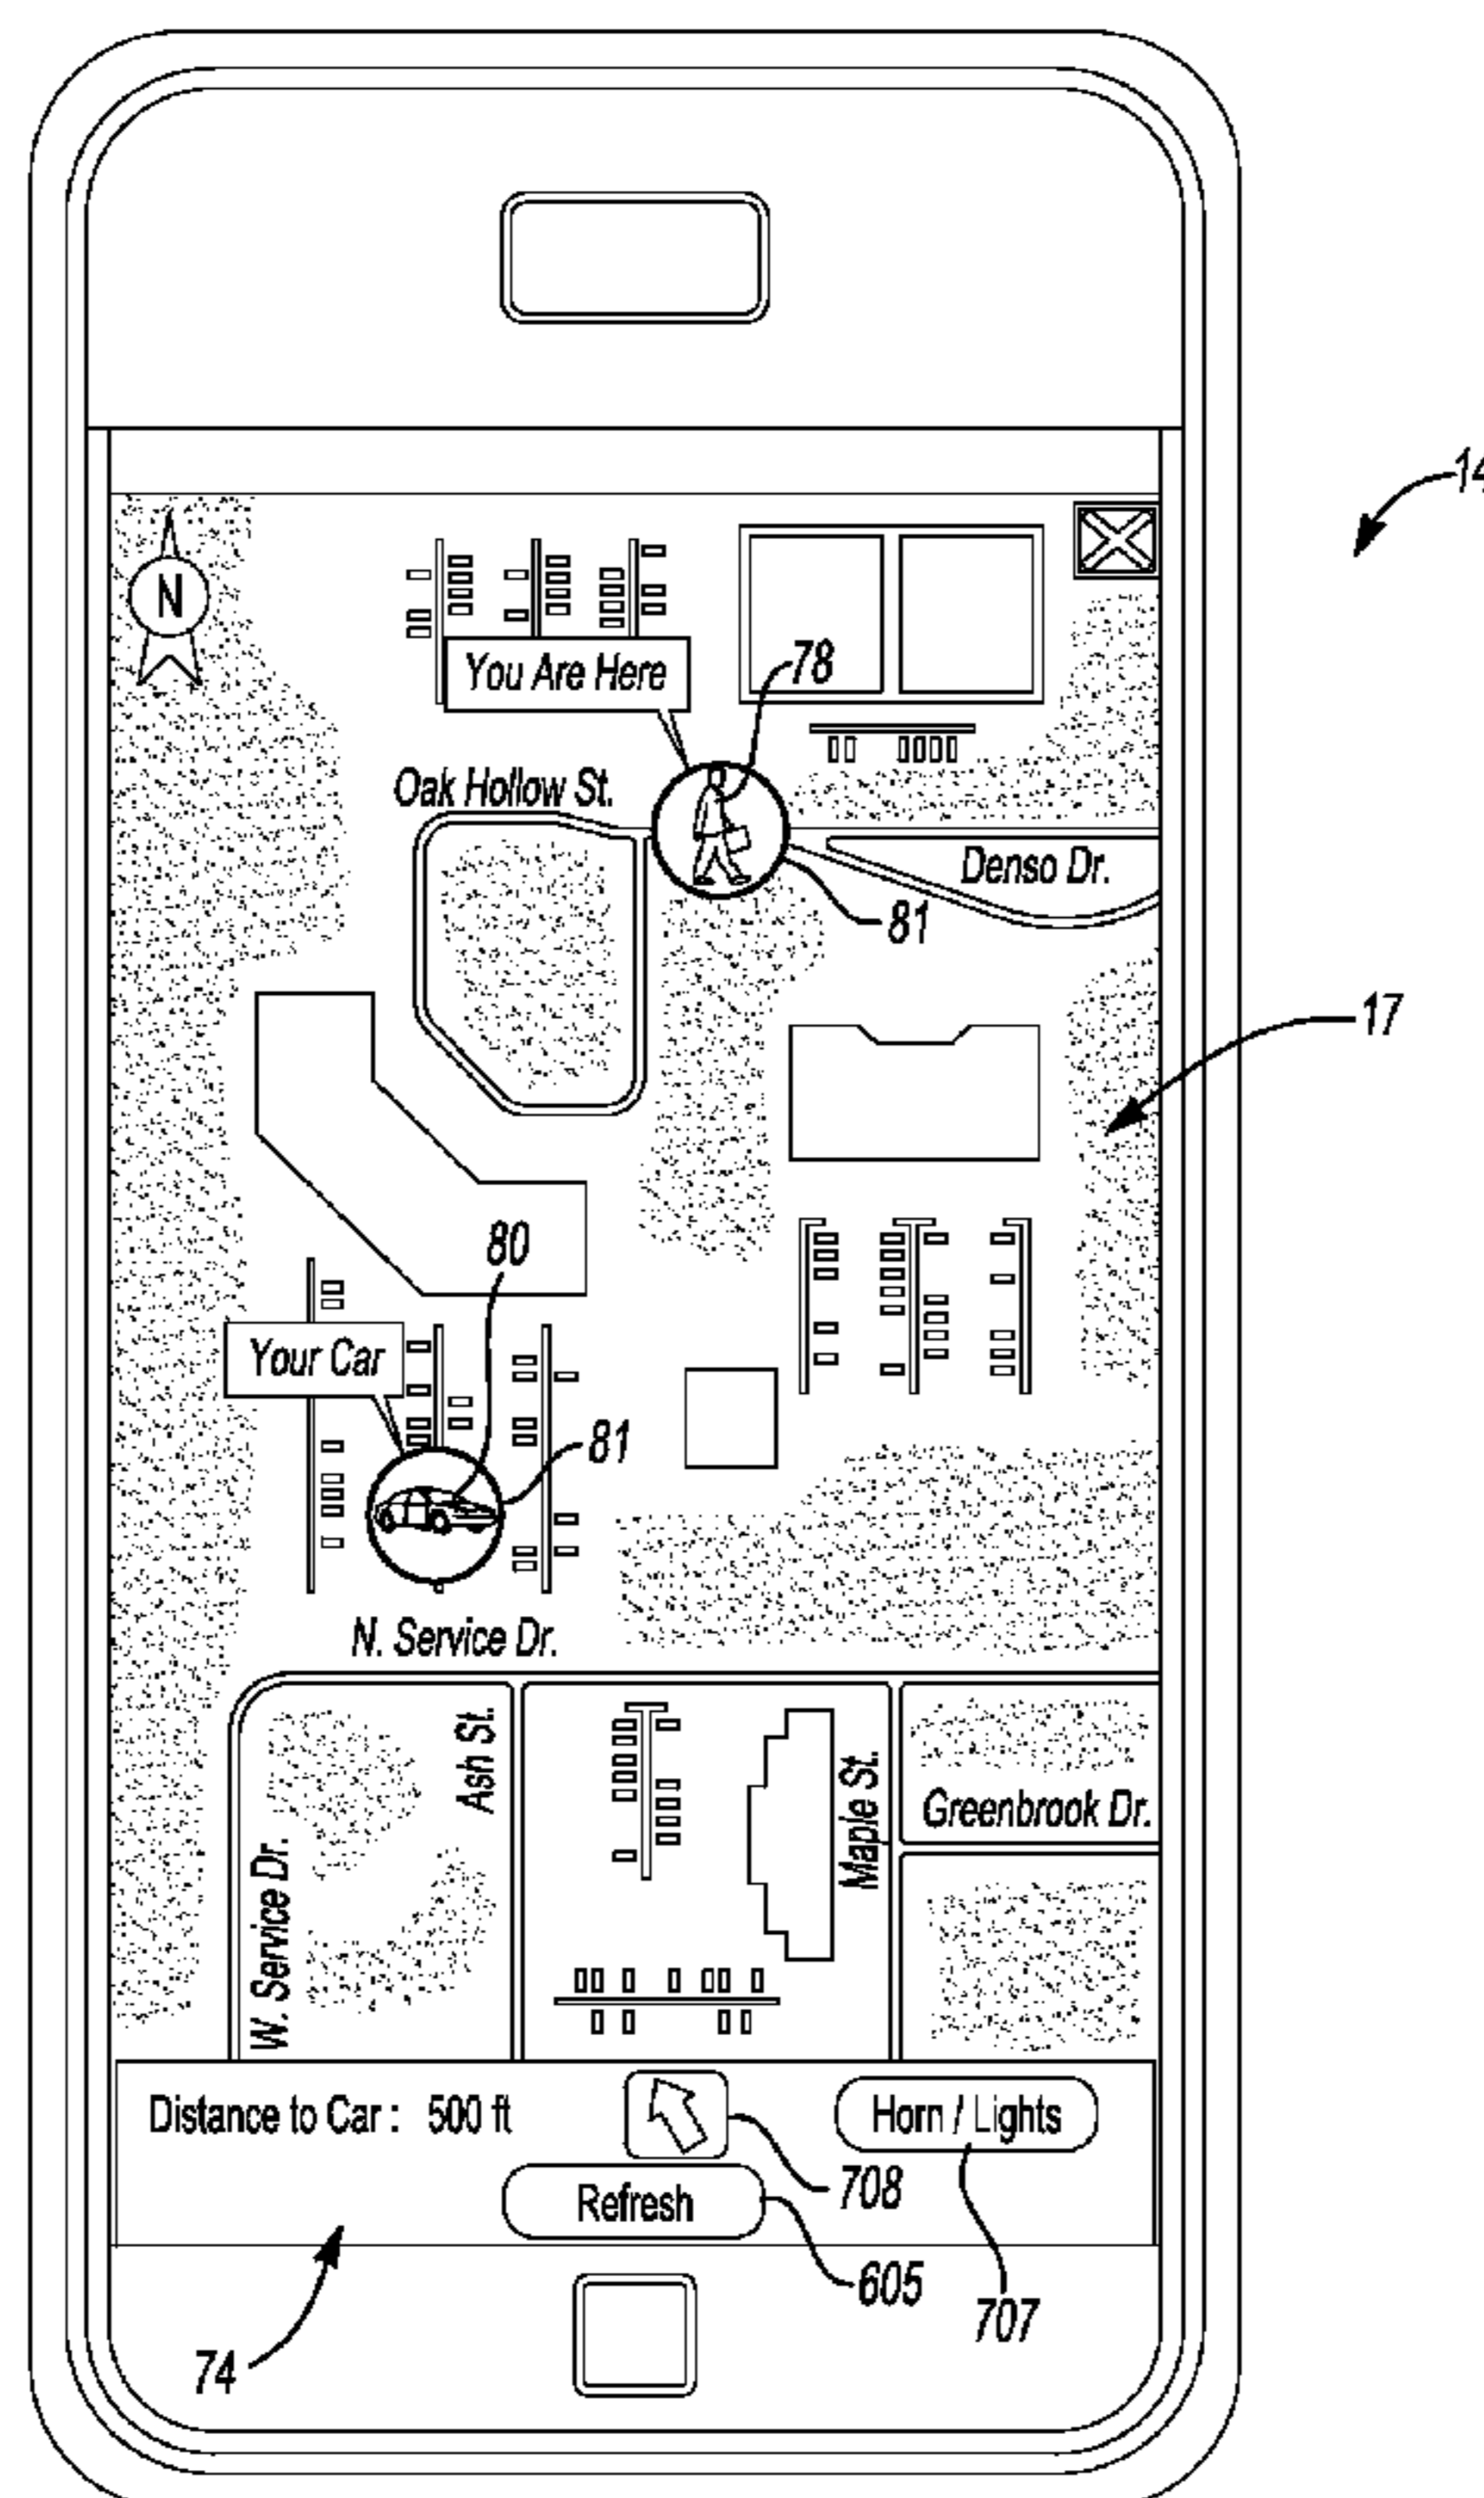 14
N
You Are Here
78
Oak Hollow St.
Denso Dr.
81
17
80
Your Car
81
N. Service Dr.
Ash St.
Maple St.
Greenbrook Dr.
W. Service Dr.
Distance to Car : 500 ft
Horn / Lights
708
Refresh
605
707
74